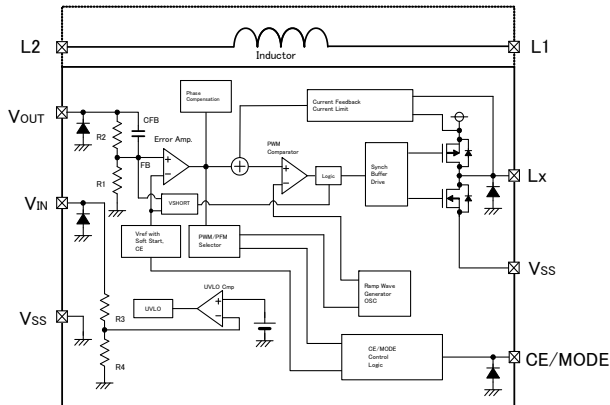 L2
L1
Inductor
VOUT
R2
CFB
Error Amp.
FB
R1
Phase
Compensation
Current Feedback
Current Limit
PWM
Comparator
Logic
Synch
Buffer
Drive
Lx
VIN
VSHORT
Vref with
Soft Start,
CE
PWM/PFM
Selector
VSS
Ramp Wave
Generator
OSC
UVLO Cmp
UVLO
VSS
R3
R4
CE/MODE
Control
Logic
CE/MODE